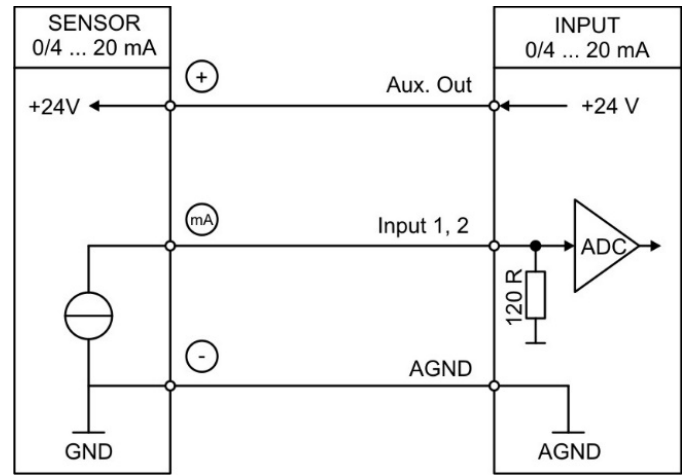 SENSOR
0/4 ... 20 mA
INPUT
0/4 ... 20 mA
+
Aux. Out
+24V
+24 V
mA
Input 1, 2
ADC
120 R
-
AGND
GND
AGND